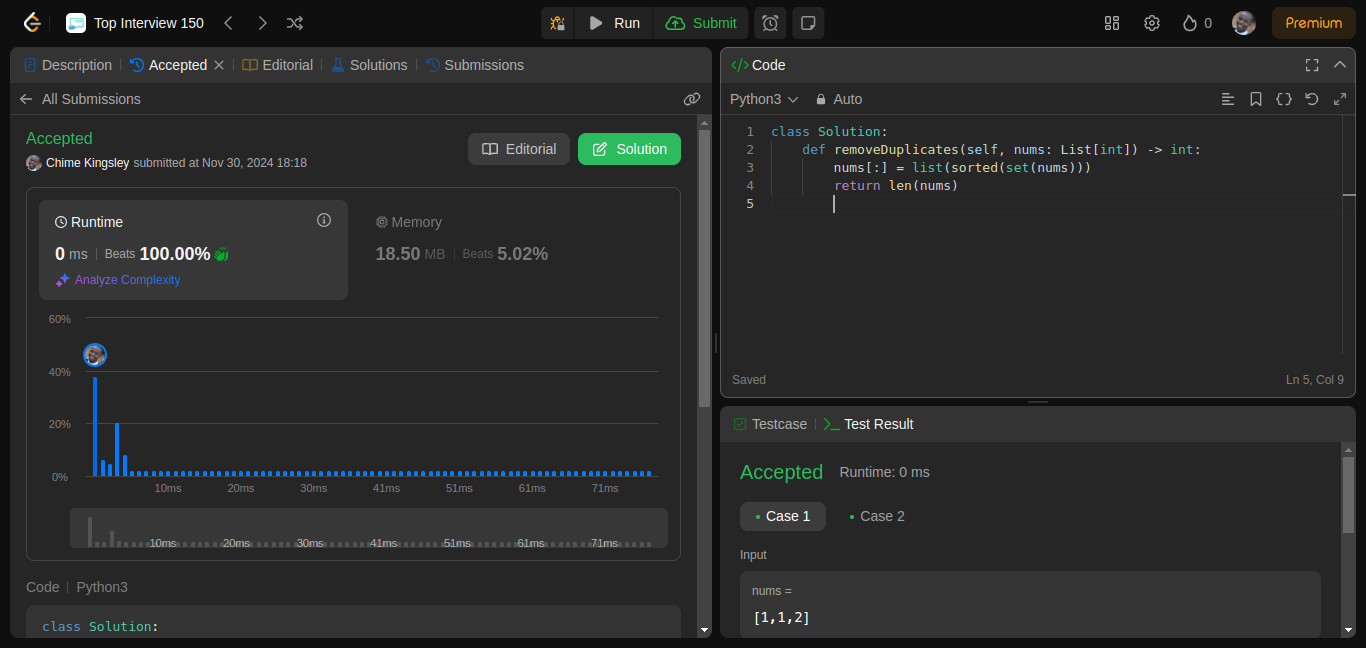 Top Interview 150
Run
Submit
0
Premium
Description
Accepted
Editorial
Solutions
Submissions
All Submissions
Accepted
Chime Kingsley submitted at Nov 30, 2024 18:18
Editorial
Solution
Runtime
0 ms
Beats 100.00%
Analyze Complexity
Memory
18.50 MB
Beats 5.02%
60%
40%
20%
0%
10ms 20ms 30ms 41ms 51ms 61ms 71ms
10ms 20ms 30ms 41ms 51ms 61ms 71ms
Code
Python3
class Solution:
</> Code
Python3
Auto
1 class Solution:
2 def removeDuplicates(self, nums: List[int]) -> int:
3 nums[:] = list(sorted(set(nums)))
4 return len(nums)
5
Saved
Ln 5, Col 9
Testcase
Test Result
Accepted
Runtime: 0 ms
Case 1
Case 2
Input
nums =
[1,1,2]